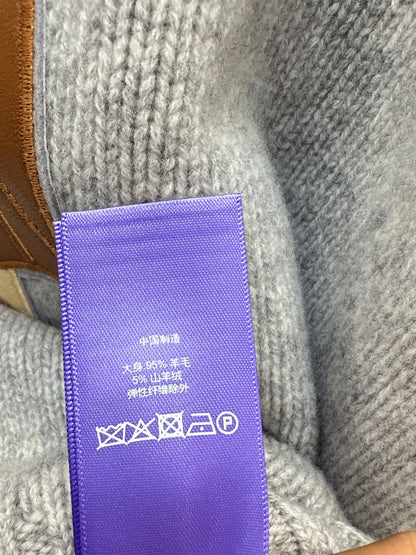 中国制造
大身 95% 羊毛
5% 山羊绒
弹性纤维除外
P